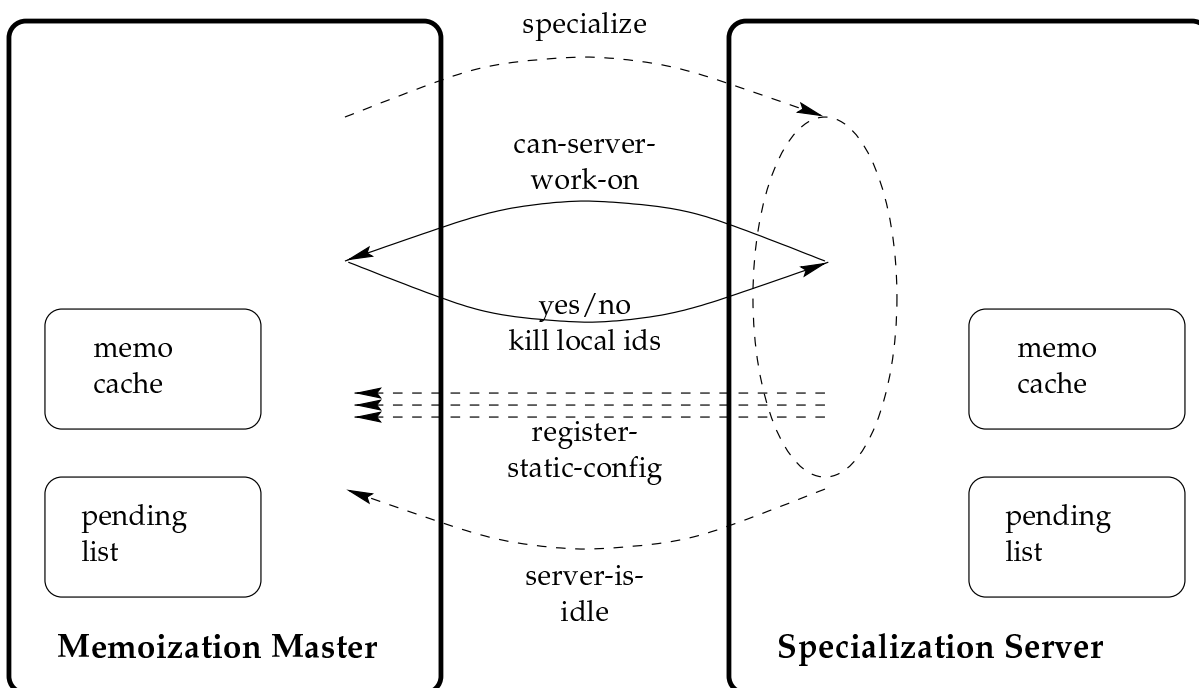 specialize
can-server-
work-on
yes/no
kill local ids
memo
cache
memo
cache
register-
static-config
pending
list
pending
list
server-is-
idle
Memoization Master
Specialization Server